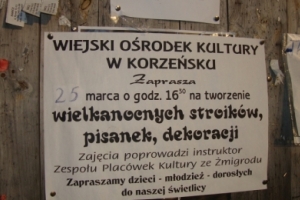 WIEJSKI OŚRODEK KULTURY
W KORZEŃSKU
Zaprasza
25 marca o godz. 16³⁰ na tworzenie
wielkanocnych stroików,
pisanek, dekoracji
Zajęcia poprowadzi instruktor
Zespołu Placówek Kultury ze Żmigrodu
Zapraszamy dzieci - młodzież - dorosłych
do naszej świetlicy